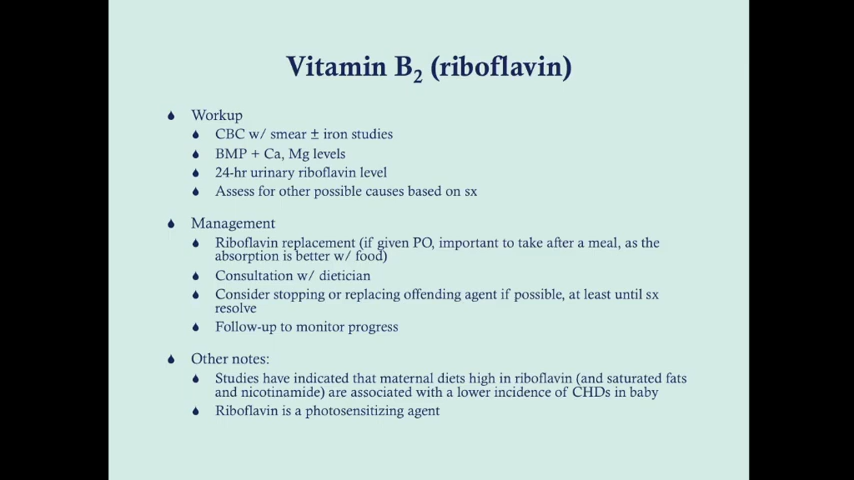 Vitamin B2 (riboflavin)
Workup
CBC w/ smear ± iron studies
BMP + Ca, Mg levels
24-hr urinary riboflavin level
Assess for other possible causes based on sx
Management
Riboflavin replacement (if given PO, important to take after a meal, as the
absorption is better w/ food)
Consultation w/ dietician
Consider stopping or replacing offending agent if possible, at least until sx
resolve
Follow-up to monitor progress
Other notes:
Studies have indicated that maternal diets high in riboflavin (and saturated fats
and nicotinamide) are associated with a lower incidence of CHDs in baby
Riboflavin is a photosensitizing agent